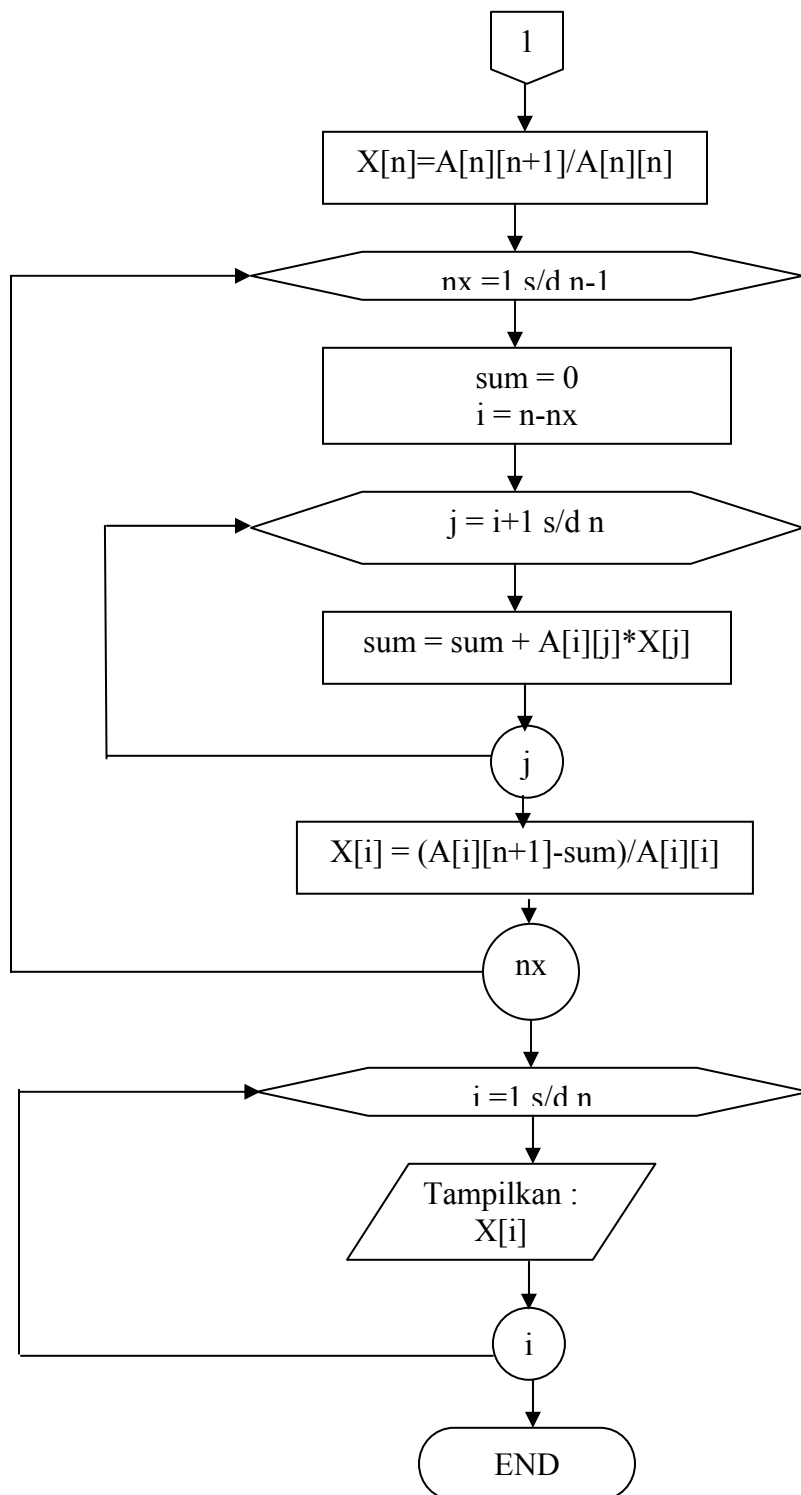 1
X[n]=A[n][n+1]/A[n][n]
nx =1 s/d n-1
sum = 0
i = n-nx
j = i+1 s/d n
sum = sum + A[i][j]*X[j]
j
X[i] = (A[i][n+1]-sum)/A[i][i]
nx
i =1 s/d n
Tampilkan :
X[i]
i
END